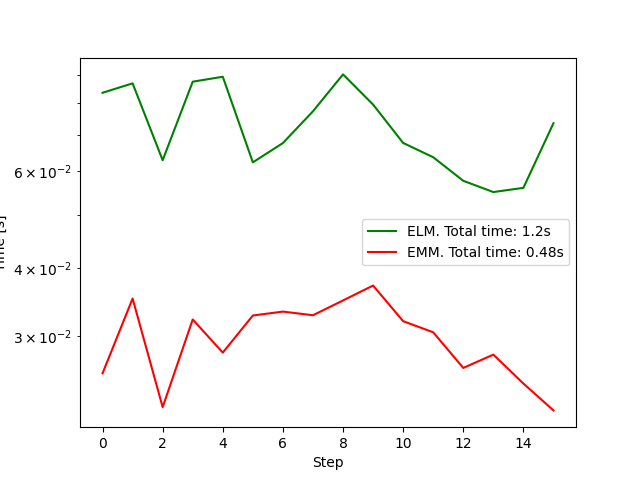 Time [s]
6 × 10⁻²
4 × 10⁻²
3 × 10⁻²
ELM. Total time: 1.2s
EMM. Total time: 0.48s
0 2 4 6 8 10 12 14
Step